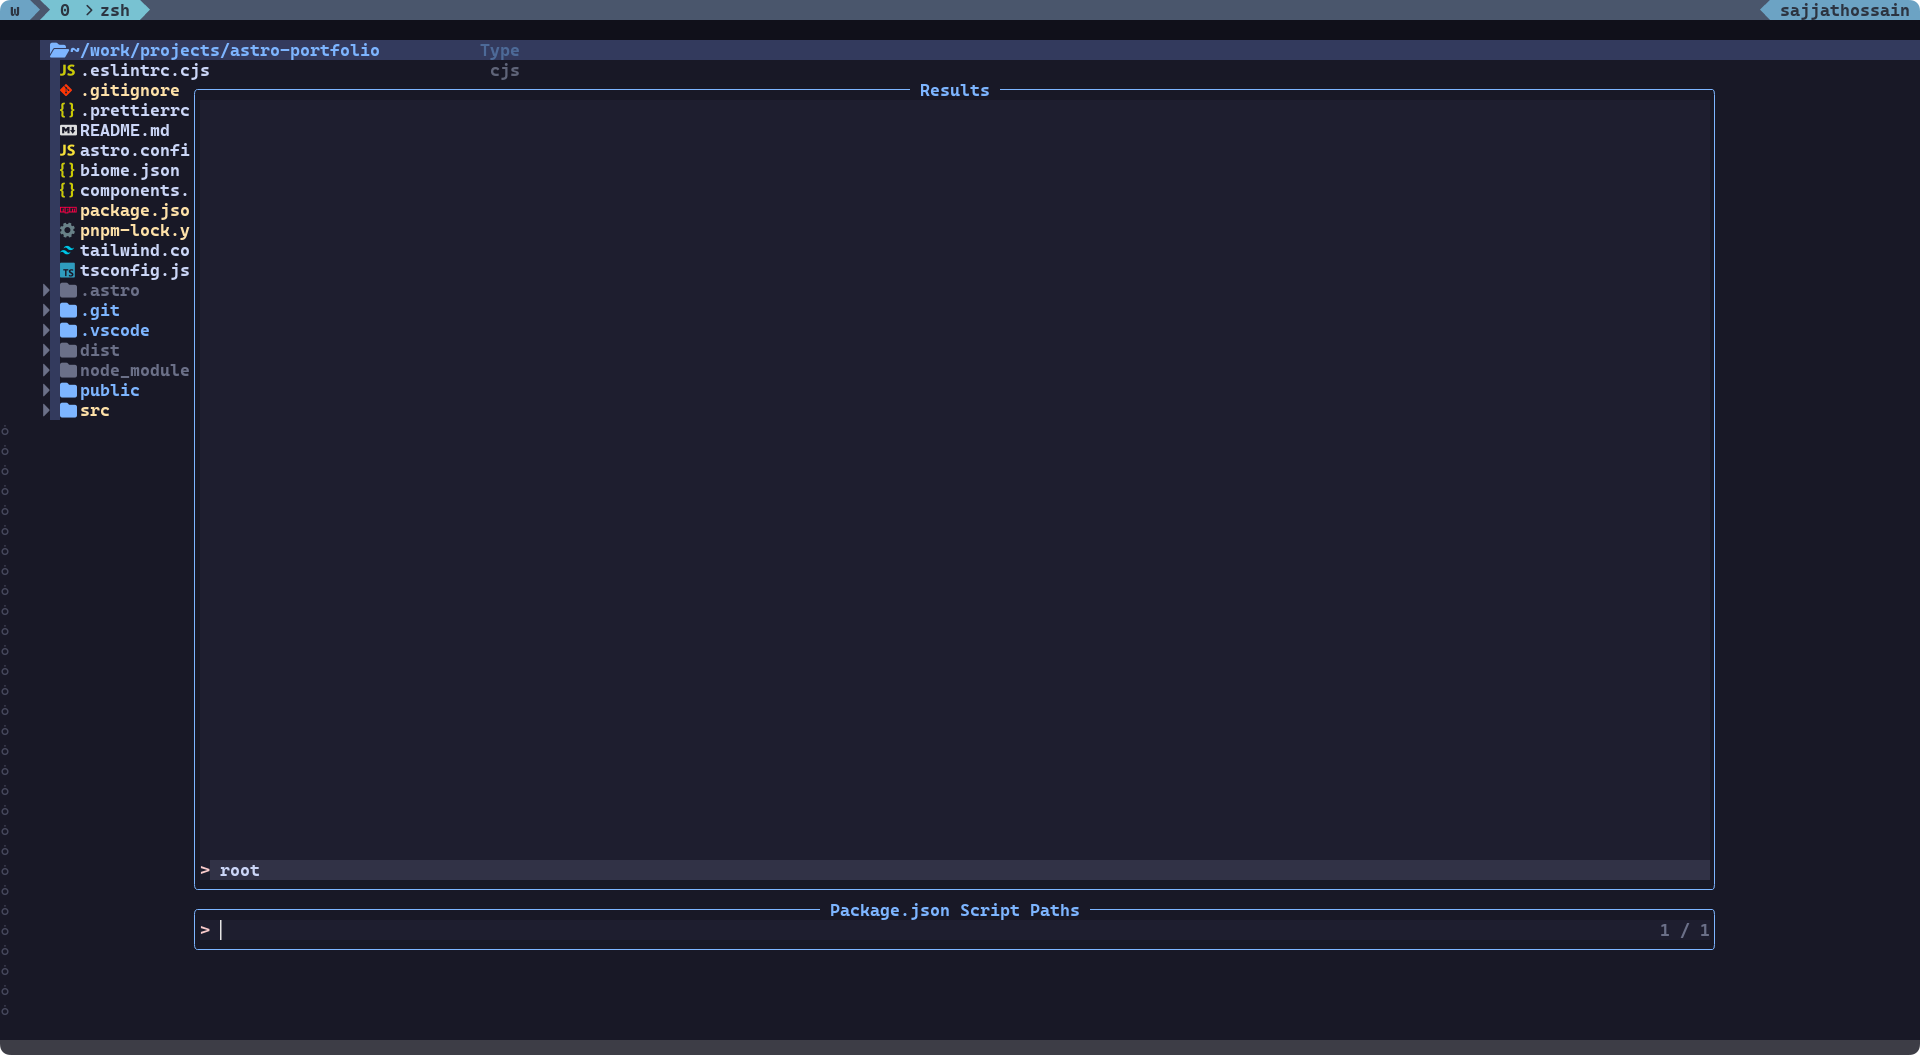 w 0 > zsh sajjathossain
~/work/projects/astro-portfolio Type
JS .eslintrc.cjs cjs
.gitignore
Results
{} .prettierrc
README.md
JS astro.confi
{} biome.json
{} components.
package.jso
pnpm-lock.y
tailwind.co
TS tsconfig.js
.astro
.git
.vscode
dist
node_module
public
src
> root
Package.json Script Paths
> 1 / 1